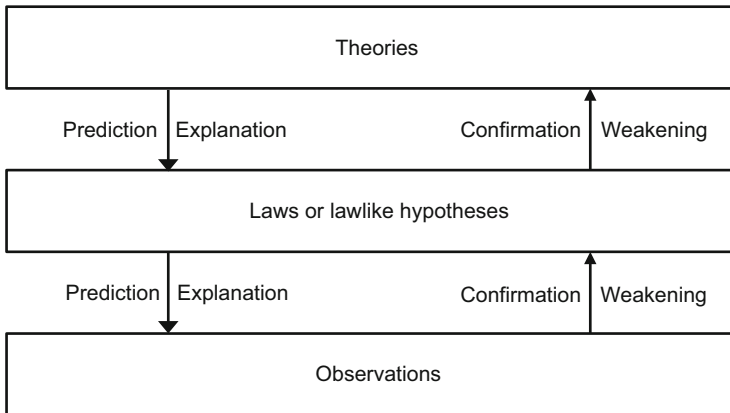 Theories
Prediction Explanation Confirmation Weakening
Laws or lawlike hypotheses
Prediction Explanation Confirmation Weakening
Observations